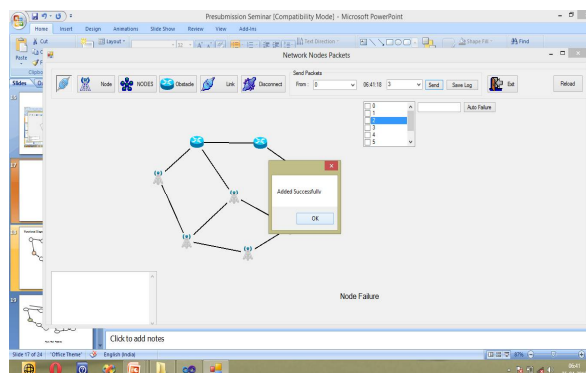 Presubmission Seminar [Compatibility Mode] - Microsoft PowerPoint
Home Insert Design Animations Slide Show Review View Add-Ins
Cut Layout Text Direction Shape Fill Find
Paste
Network Nodes Packets
Slides
Node NODES Obstacle Link Disconnect
Send Packets
From : 0 06:41:18 3 Send Save Log Exit Reload
0
1
2
3
4
5
Auto Failure
Added Successfully
OK
Node Failure
Click to add notes
Slide 17 of 24 "Office Theme" English (India) 67%
06:41